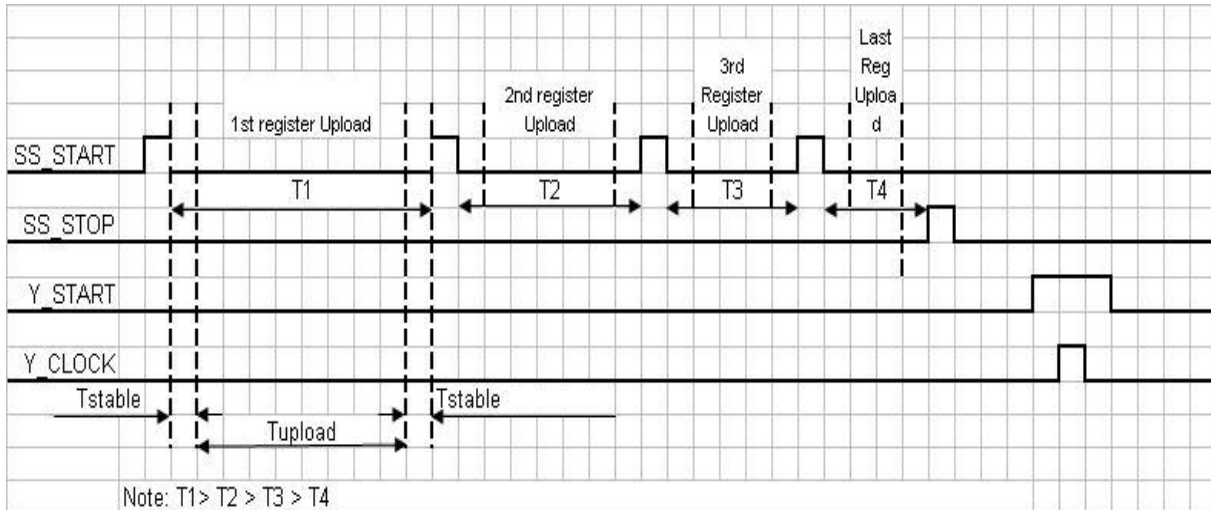 Last
Reg
Uploa
d
3rd
Register
Upload
2nd register
Upload
1st register Upload
SS_START
T1
T2
T3
T4
SS_STOP
Y_START
Y_CLOCK
Tstable
Tstable
Tupload
Note: T1> T2 > T3 > T4